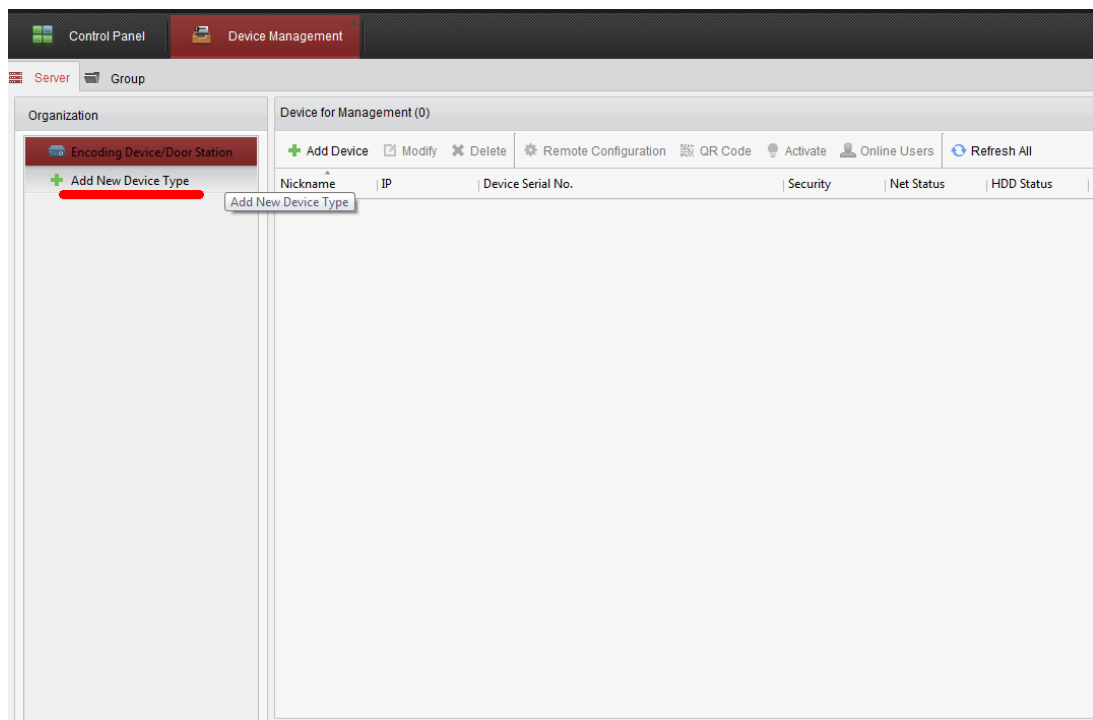 Control Panel Device Management
Server Group
Organization
Device for Management (0)
Encoding Device/Door Station
Add Device Modify Delete Remote Configuration QR Code Activate Online Users Refresh All
Add New Device Type
Nickname IP Device Serial No. Security Net Status HDD Status
Add New Device Type